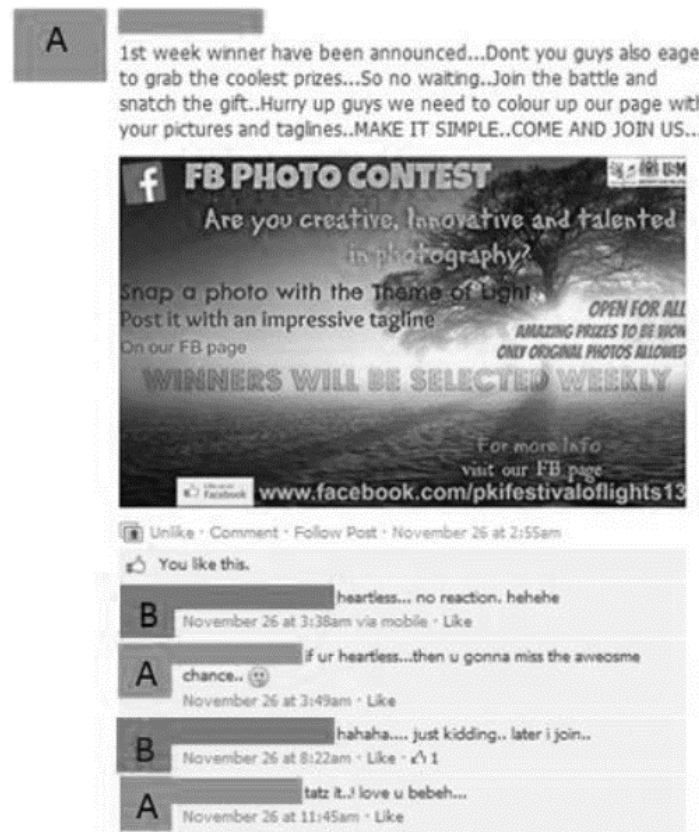 A
1st week winner have been announced...Dont you guys also eage
to grab the coolest prizes...So no waiting..Join the battle and
snatch the gift..Hurry up guys we need to colour up our page with
your pictures and taglines..MAKE IT SIMPLE..COME AND JOIN US...
f FB PHOTO CONTEST
USM
Are you creative, Innovative and talented
in photography?
Snap a photo with the Theme of Light
Post it with an impressive tagline
On our FB page
OPEN FOR ALL
AMAZING PRIZES TO BE WON
ONLY ORIGINAL PHOTOS ALLOWED
WINNERS WILL BE SELECTED WEEKLY
For more Info
visit our FB page
Facebook www.facebook.com/pkifestivaloflights13
Unlike · Comment · Follow Post · November 26 at 2:55am
You like this.
B heartless... no reaction. hehehe
November 26 at 3:38am via mobile · Like
A if ur heartless...then u gonna miss the aweosme
chance..
November 26 at 3:49am · Like
B hahaha.... just kidding.. later i join..
November 26 at 8:22am · Like · 1
A tatz it..! love u bebeh...
November 26 at 11:45am · Like